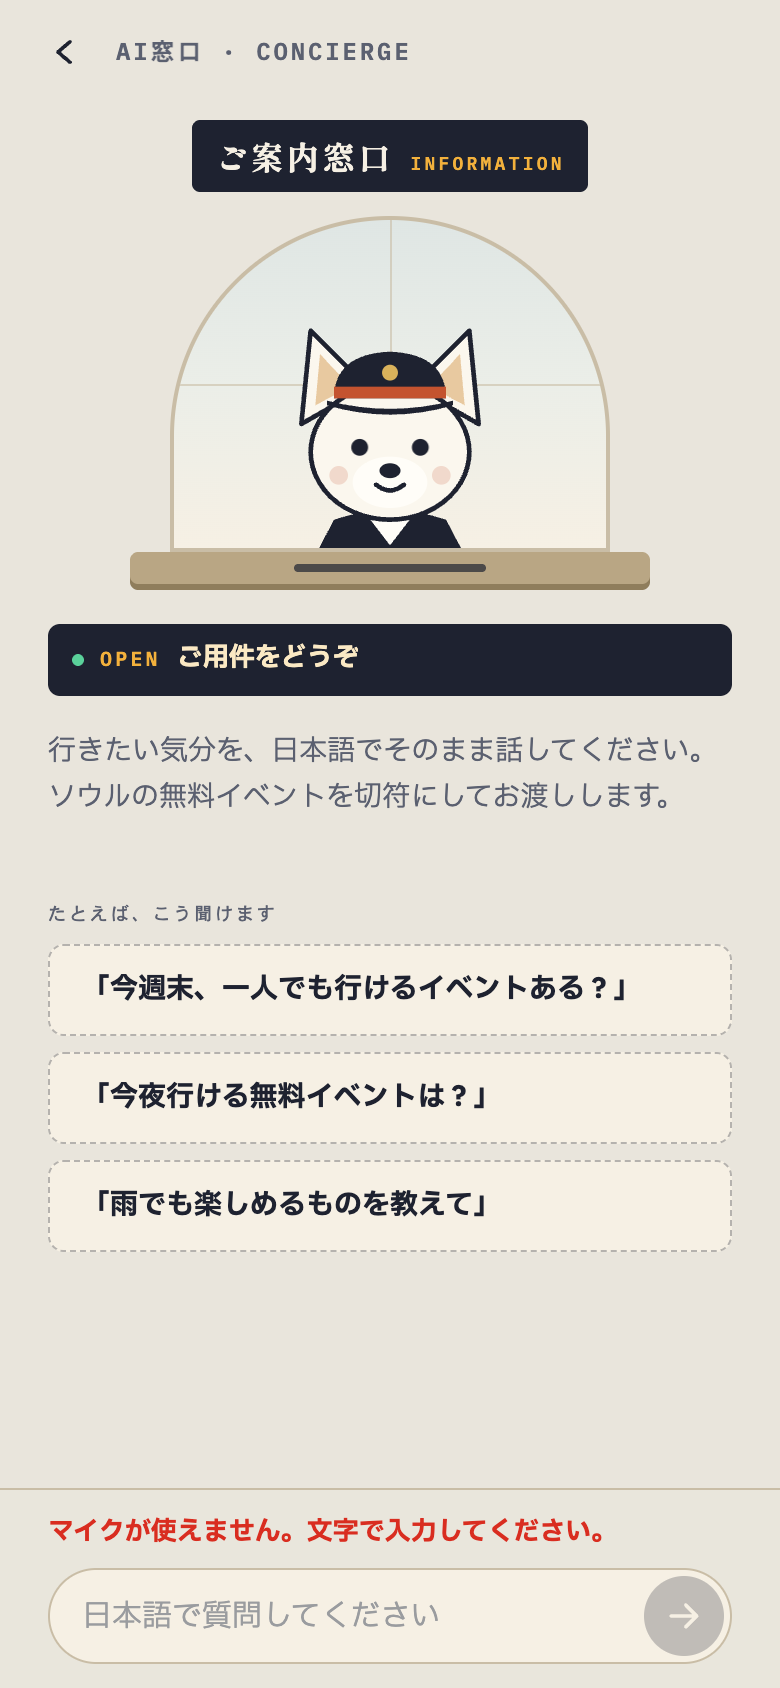 AI窓口 · CONCIERGE
ご案内窓口 INFORMATION
OPEN ご用件をどうぞ
行きたい気分を、日本語でそのまま話してください。
ソウルの無料イベントを切符にしてお渡しします。
たとえば、こう聞けます
「今週末、一人でも行けるイベントある？」
「今夜行ける無料イベントは？」
「雨でも楽しめるものを教えて」
マイクが使えません。文字で入力してください。
日本語で質問してください